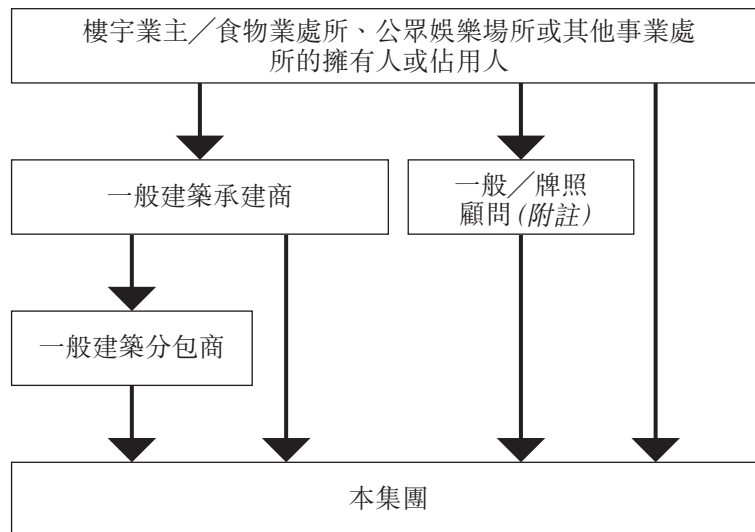 樓宇業主／食物業處所、公眾娛樂場所或其他事業處
所的擁有人或佔用人
一般建築承建商
一般／牌照
顧問(附註)
一般建築分包商
本集團